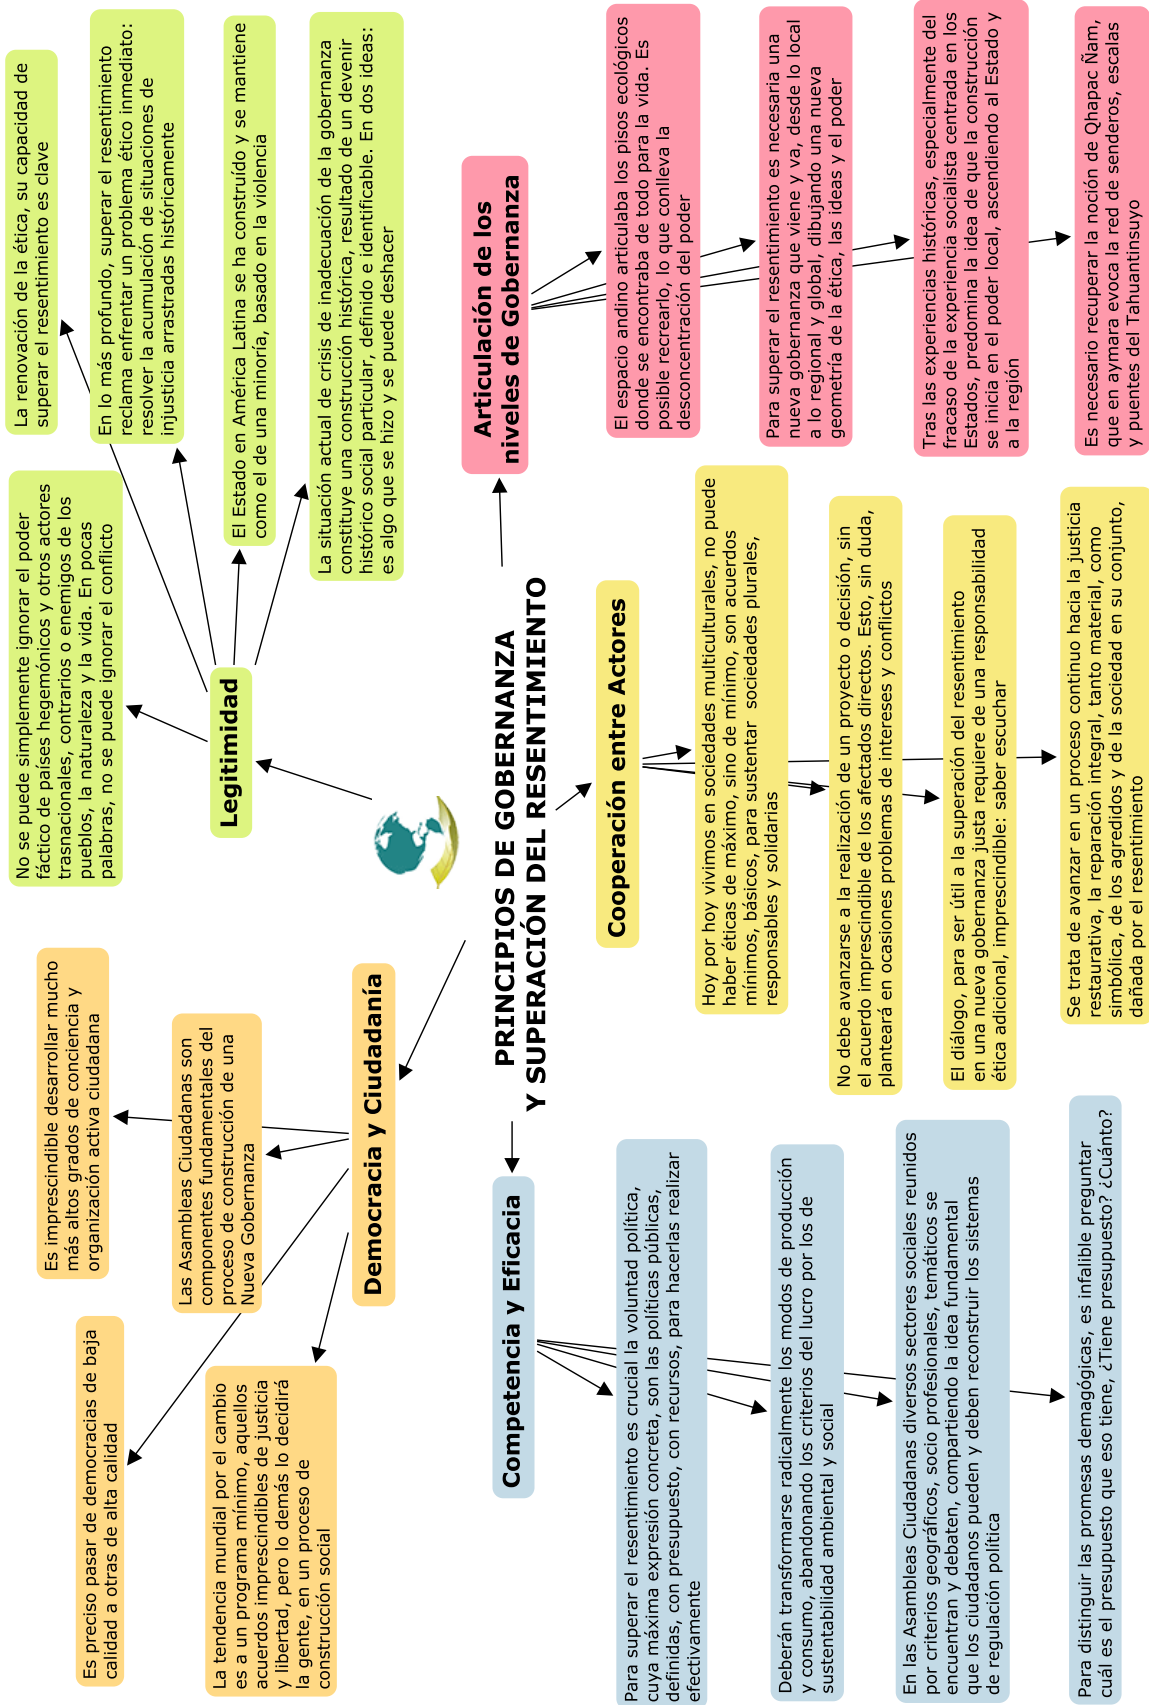 Es preciso pasar de democracias de baja
calidad a otras de alta calidad
Es imprescindible desarrollar mucho
más altos grados de conciencia y
organización activa ciudadana
La tendencia mundial por el cambio
es a un programa mínimo, aquellos
acuerdos imprescindibles de justicia
y libertad, pero lo demás lo decidirá
la gente, en un proceso de
construcción social
Las Asambleas Ciudadanas son
componentes fundamentales del
proceso de construcción de una
Nueva Gobernanza
Democracia y Ciudadanía
No se puede simplemente ignorar el poder
fáctico de países hegemónicos y otros actores
trasnacionales, contrarios o enemigos de los
pueblos, la naturaleza y la vida. En pocas
palabras, no se puede ignorar el conflicto
La renovación de la ética, su capacidad de
superar el resentimiento es clave
En lo más profundo, superar el resentimiento
reclama enfrentar un problema ético inmediato:
resolver la acumulación de situaciones de
injusticia arrastradas históricamente
Legitimidad
El Estado en América Latina se ha construído y se mantiene
como el de una minoría, basado en la violencia
La situación actual de crisis de inadecuación de la gobernanza
constituye una construcción histórica, resultado de un devenir
histórico social particular, definido e identificable. En dos ideas:
es algo que se hizo y se puede deshacer
PRINCIPIOS DE GOBERNANZA
Y SUPERACIÓN DEL RESENTIMIENTO
Competencia y Eficacia
Para superar el resentimiento es crucial la voluntad política,
cuya máxima expresión concreta, son las políticas públicas,
definidas, con presupuesto, con recursos, para hacerlas realizar
efectivamente
Deberán transformarse radicalmente los modos de producción
y consumo, abandonando los criterios del lucro por los de
sustentabilidad ambiental y social
En las Asambleas Ciudadanas diversos sectores sociales reunidos
por criterios geográficos, socio profesionales, temáticos se
encuentran y debaten, compartiendo la idea fundamental
que los ciudadanos pueden y deben reconstruir los sistemas
de regulación política
Para distinguir las promesas demagógicas, es infalible preguntar
cuál es el presupuesto que eso tiene, ¿Tiene presupuesto? ¿Cuánto?
Cooperación entre Actores
Hoy por hoy vivimos en sociedades multiculturales, no puede
haber éticas de máximo, sino de mínimo, son acuerdos
mínimos, básicos, para sustentar sociedades plurales,
responsables y solidarias
No debe avanzarse a la realización de un proyecto o decisión, sin
el acuerdo imprescindible de los afectados directos. Esto, sin duda,
planteará en ocasiones problemas de intereses y conflictos
El diálogo, para ser útil a la superación del resentimiento
en una nueva gobernanza justa requiere de una responsabilidad
ética adicional, imprescindible: saber escuchar
Se trata de avanzar en un proceso continuo hacia la justicia
restaurativa, la reparación integral, tanto material, como
simbólica, de los agredidos y de la sociedad en su conjunto,
dañada por el resentimiento
Articulación de los
niveles de Gobernanza
El espacio andino articulaba los pisos ecológicos
donde se encontraba de todo para la vida. Es
posible recrearlo, lo que conlleva la
desconcentración del poder
Para superar el resentimiento es necesaria una
nueva gobernanza que viene y va, desde lo local
a lo regional y global, dibujando una nueva
geometría de la ética, las ideas y el poder
Tras las experiencias históricas, especialmente del
fracaso de la experiencia socialista centrada en los
Estados, predomina la idea de que la construcción
se inicia en el poder local, ascendiendo al Estado y
a la región
Es necesario recuperar la noción de Qhapac Ñam,
que en aymara evoca la red de senderos, escalas
y puentes del Tahuantinsuyo